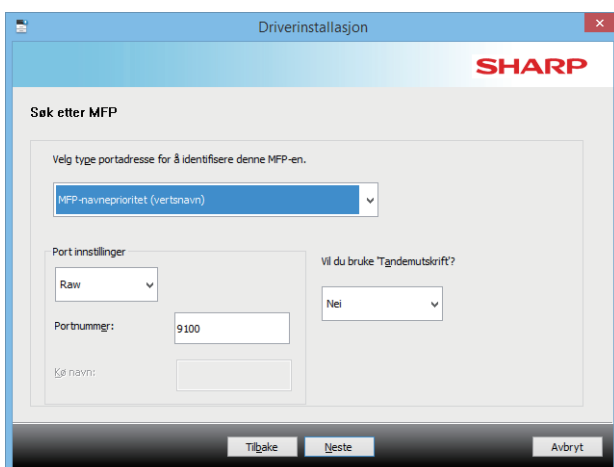 Driverinstallasjon
SHARP
Søk etter MFP
Velg type portadresse for å identifisere denne MFP-en.
MFP-navneprioritet (vertsnavn)
Port innstillinger
Raw
Portnummer:
9100
Kø navn:
Vil du bruke 'Tandemutskrift'?
Nei
Tilbake
Neste
Avbryt